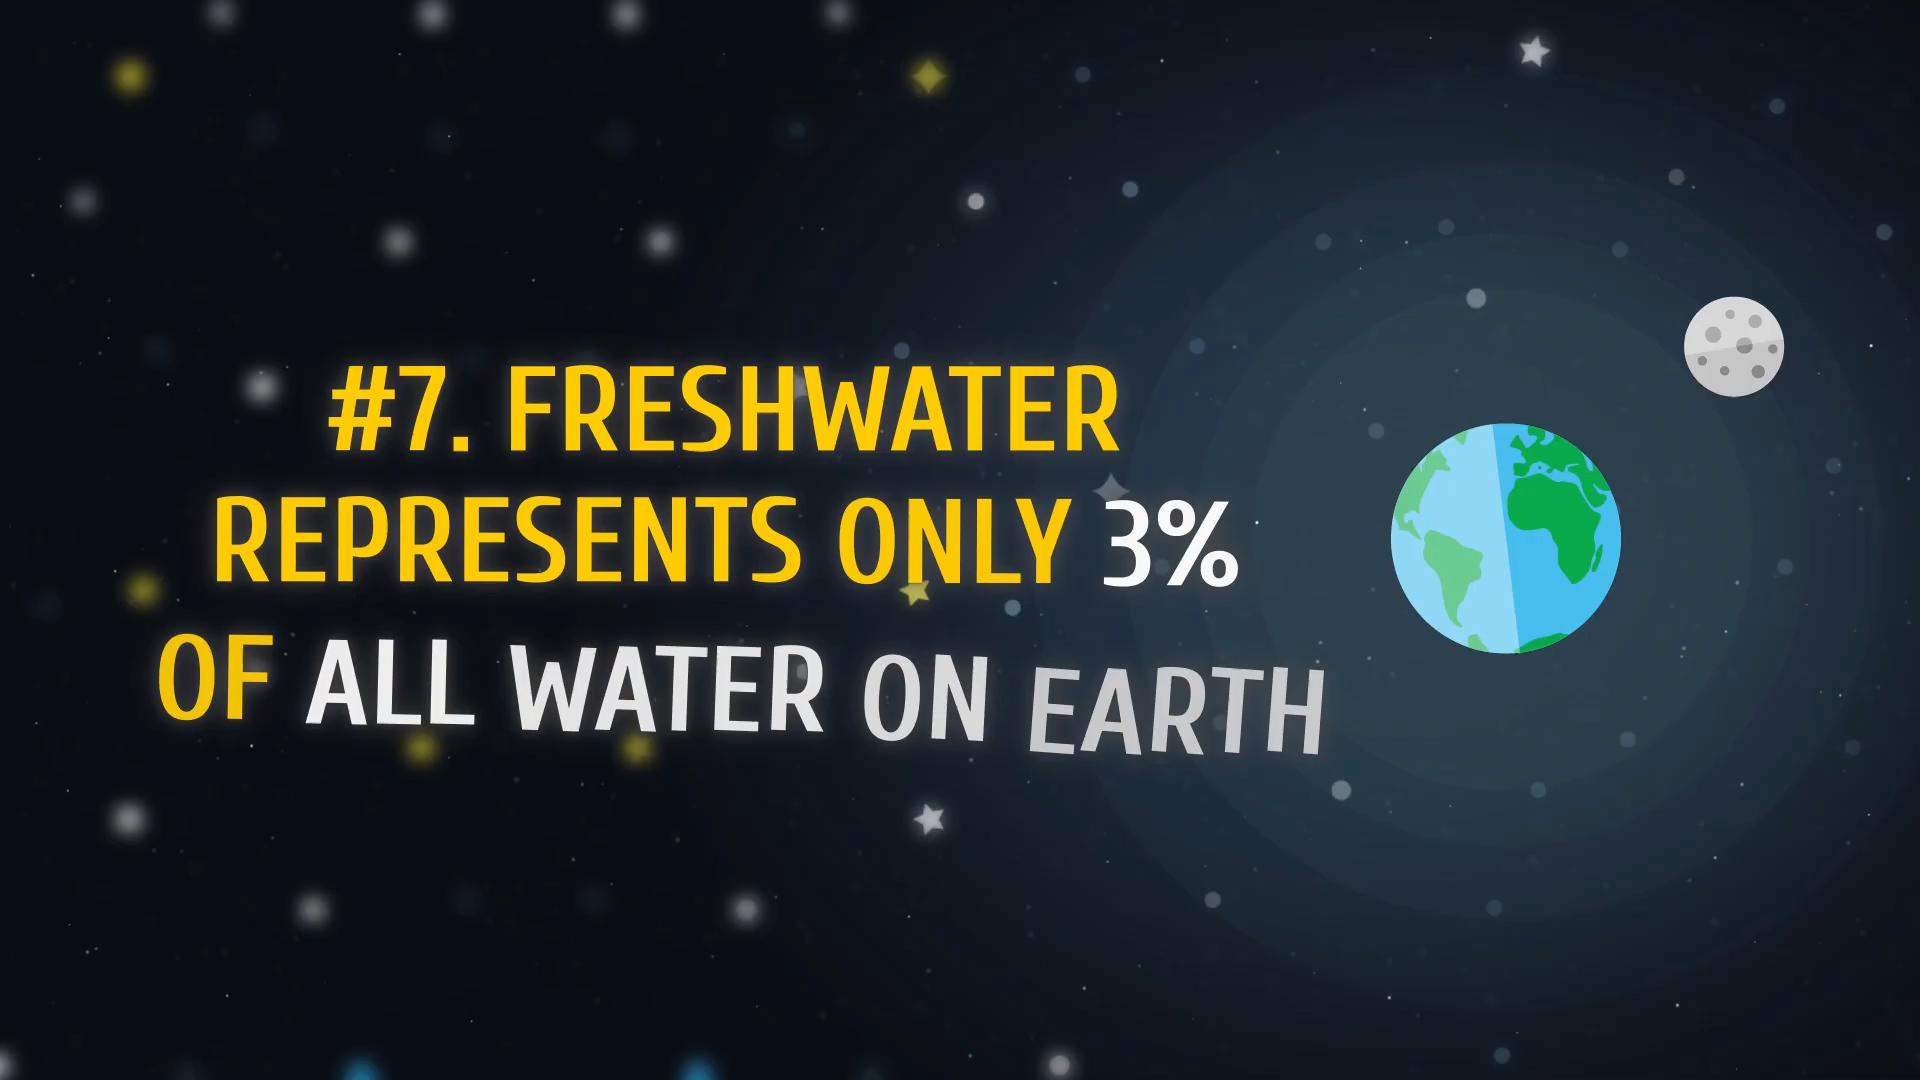 #7. FRESHWATER
REPRESENTS ONLY 3%
OF ALL WATER ON EARTH